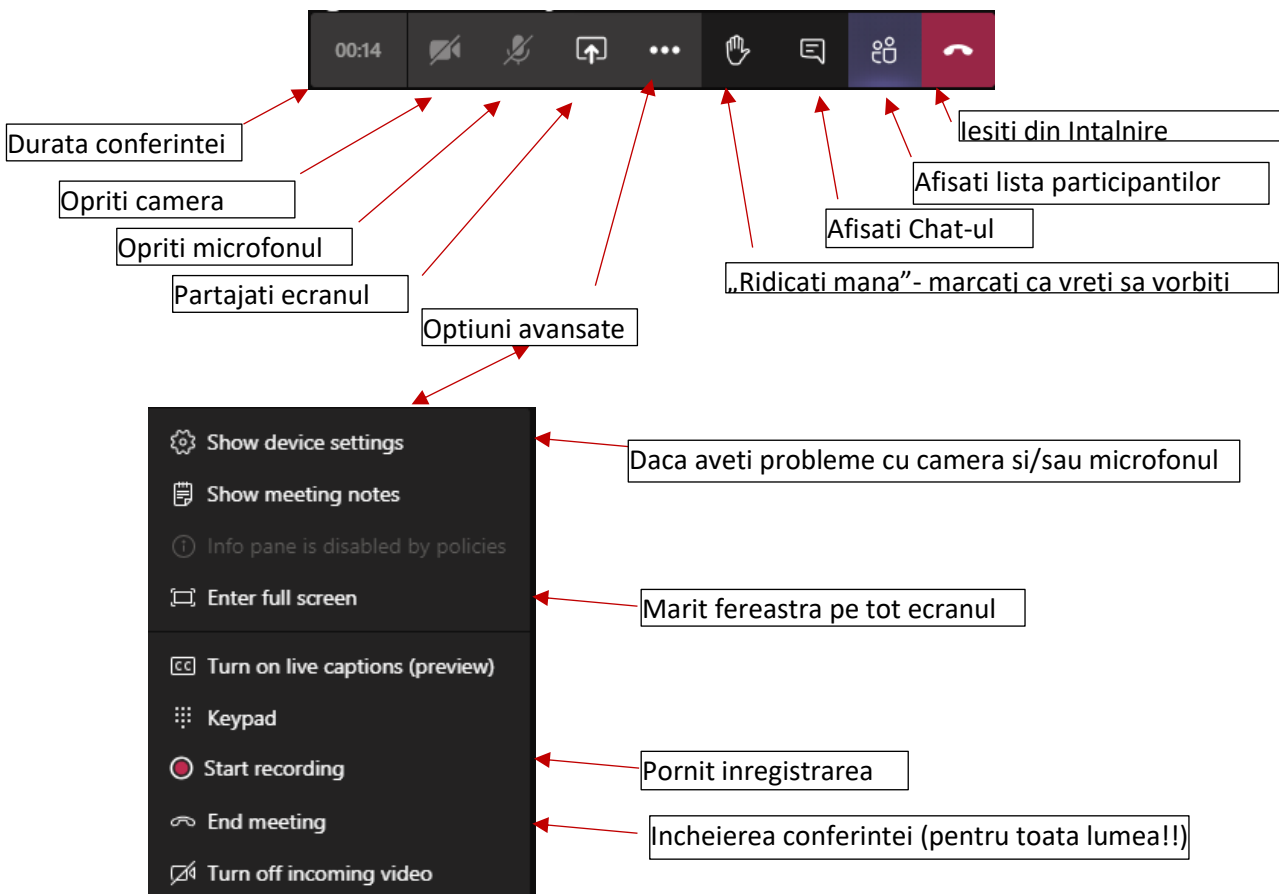 00:14
Durata conferintei
Iesiti din Intalnire
Opriti camera
Afisati lista participantilor
Opriti microfonul
Afisati Chat-ul
Partajati ecranul
„Ridicati mana”- marcati ca vreti sa vorbiti
Optiuni avansate
Show device settings
Daca aveti probleme cu camera si/sau microfonul
Show meeting notes
Info pane is disabled by policies
Enter full screen
Marit fereastra pe tot ecranul
CC Turn on live captions (preview)
Keypad
Start recording
Pornit inregistrarea
End meeting
Incheierea conferintei (pentru toata lumea!!)
Turn off incoming video